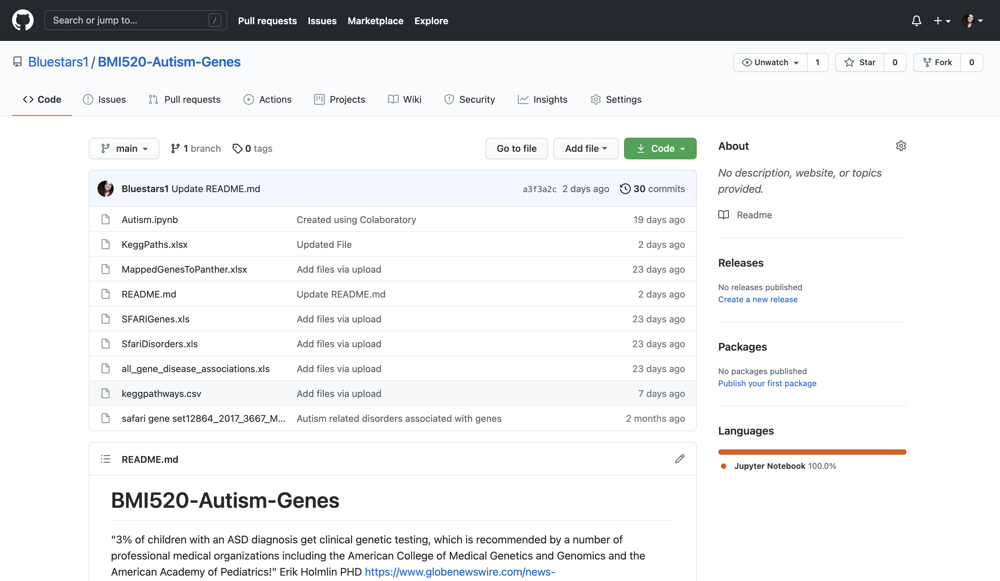 Search or jump to... /
Pull requests Issues Marketplace Explore
Bluestars1 / BMI520-Autism-Genes
Unwatch 1 Star 0 Fork 0
Code Issues Pull requests Actions Projects Wiki Security Insights Settings
main 1 branch 0 tags Go to file Add file Code
Bluestars1 Update README.md a3f3a2c 2 days ago 30 commits
Autism.ipynb Created using Colaboratory 19 days ago
KeggPaths.xlsx Updated File 2 days ago
MappedGenesToPanther.xlsx Add files via upload 23 days ago
README.md Update README.md 2 days ago
SFARIGenes.xls Add files via upload 23 days ago
SfariDisorders.xls Add files via upload 23 days ago
all_gene_disease_associations.xls Add files via upload 23 days ago
keggpathways.csv Add files via upload 7 days ago
safari gene set12864_2017_3667_M... Autism related disorders associated with genes 2 months ago
README.md
BMI520-Autism-Genes
"3% of children with an ASD diagnosis get clinical genetic testing, which is recommended by a number of
professional medical organizations including the American College of Medical Genetics and Genomics and the
American Academy of Pediatrics!" Erik Holmlin PHD https://www.globenewswire.com/news-
About
No description, website, or topics
provided.
Readme
Releases
No releases published
Create a new release
Packages
No packages published
Publish your first package
Languages
Jupyter Notebook 100.0%